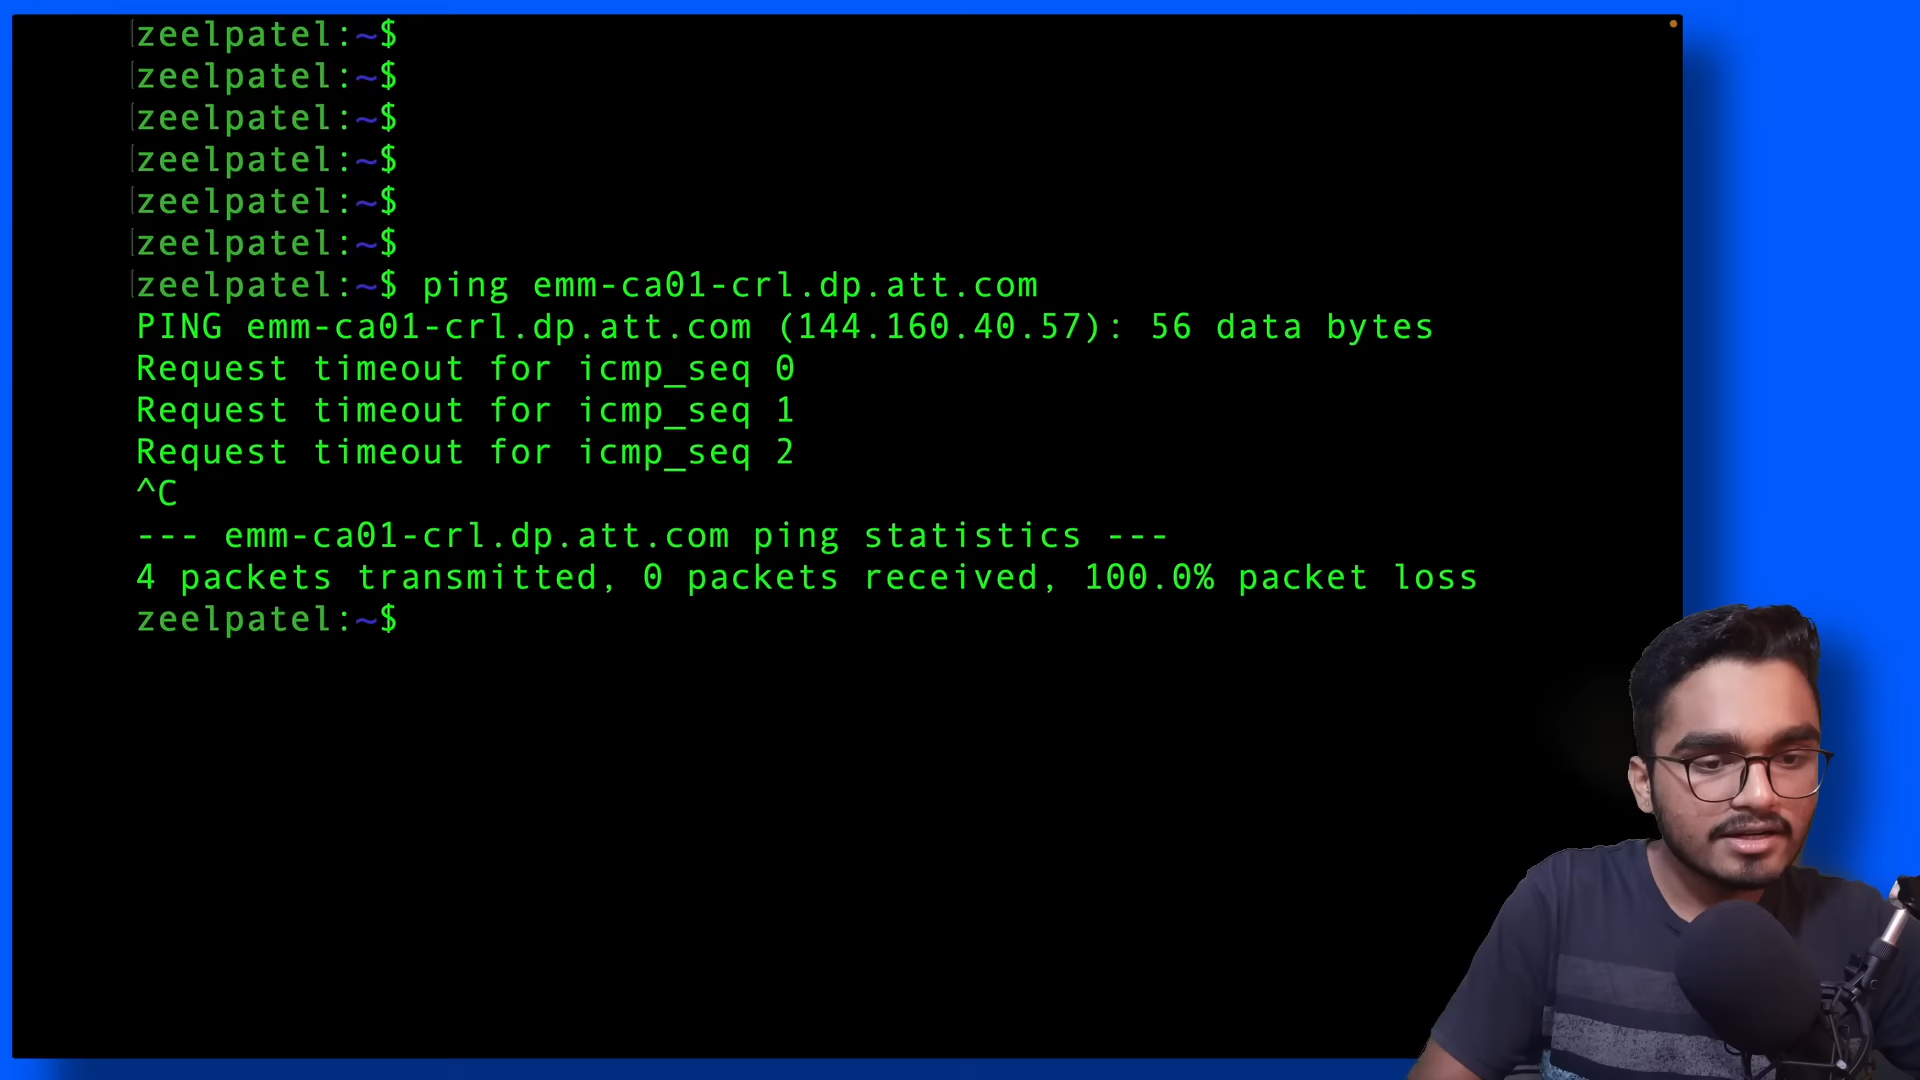 zeelpatel:~$
zeelpatel:~$
zeelpatel:~$
zeelpatel:~$
zeelpatel:~$
zeelpatel:~$
zeelpatel:~$ ping emm-ca01-crl.dp.att.com
PING emm-ca01-crl.dp.att.com (144.160.40.57): 56 data bytes
Request timeout for icmp_seq 0
Request timeout for icmp_seq 1
Request timeout for icmp_seq 2
^C
--- emm-ca01-crl.dp.att.com ping statistics ---
4 packets transmitted, 0 packets received, 100.0% packet loss
zeelpatel:~$